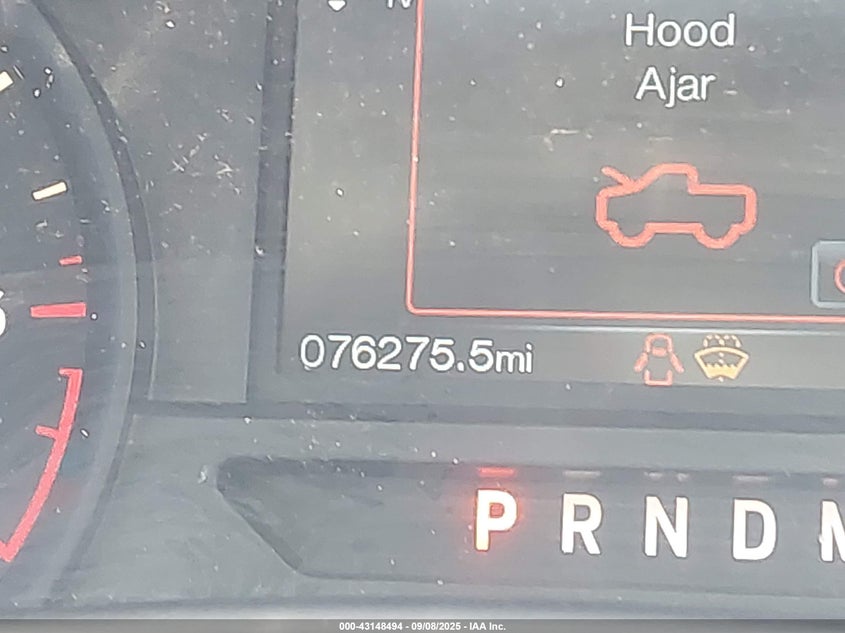 Hood
Ajar
076275.5mi
P R N D M
000-43148494 - 09/08/2025 - IAA Inc.